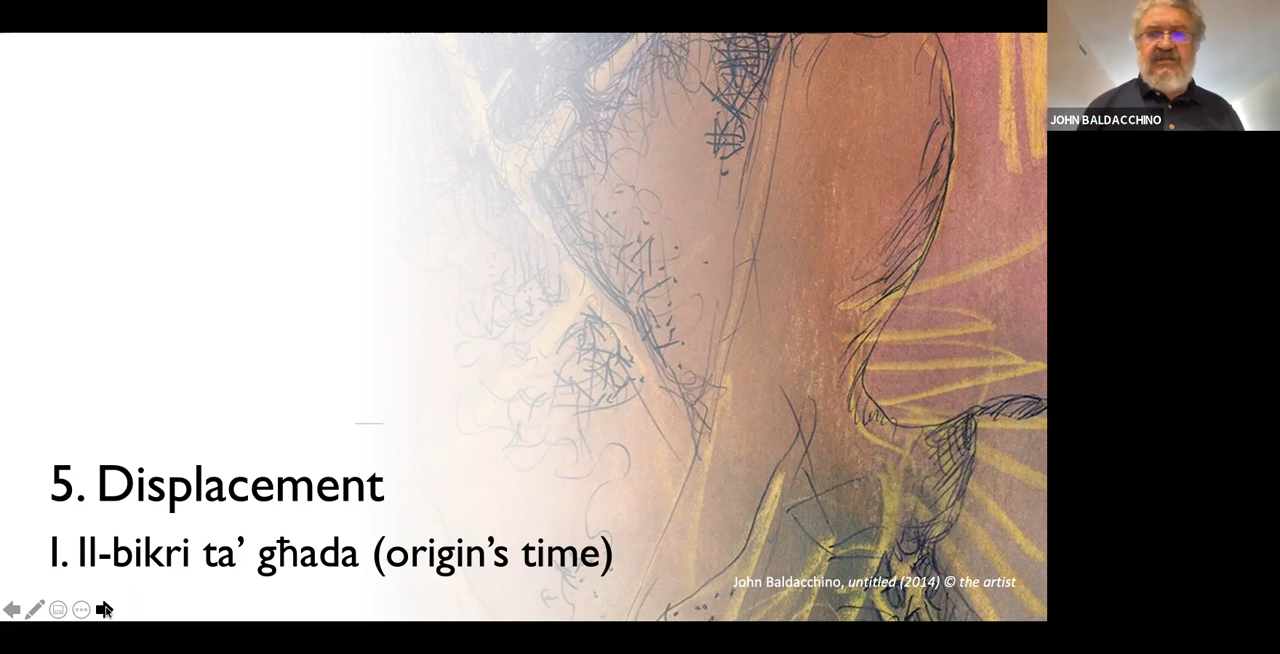 JOHN BALDACCHINO
5. Displacement
I. Il-bikri ta’ għada (origin’s time)
John Baldacchino, untitled (2014) © the artist